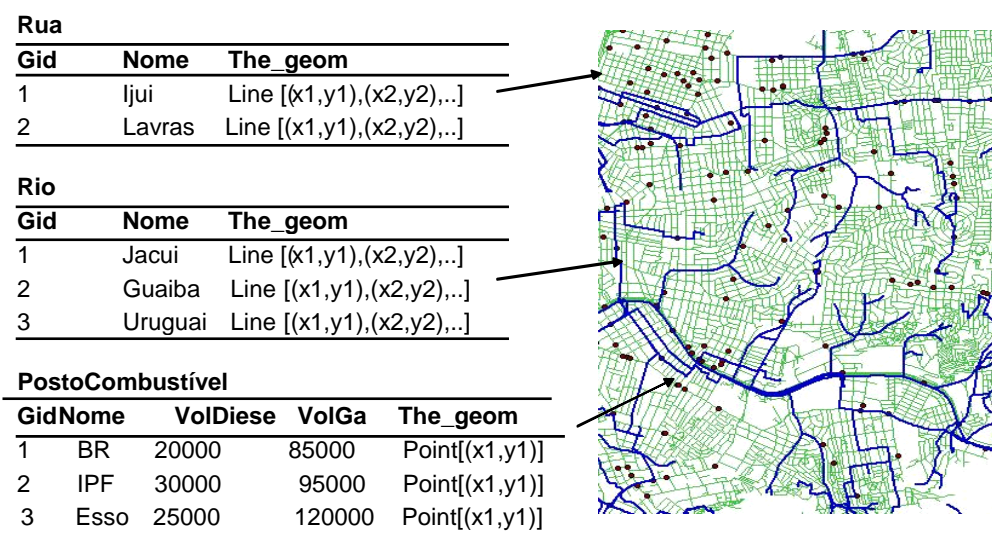 Rua
Gid Nome The_geom
1 Ijui Line [(x1,y1),(x2,y2),..]
2 Lavras Line [(x1,y1),(x2,y2),..]
Rio
Gid Nome The_geom
1 Jacui Line [(x1,y1),(x2,y2),..]
2 Guaiba Line [(x1,y1),(x2,y2),..]
3 Uruguai Line [(x1,y1),(x2,y2),..]
PostoCombustível
GidNome VolDiese VolGa The_geom
1 BR 20000 85000 Point[(x1,y1)]
2 IPF 30000 95000 Point[(x1,y1)]
3 Esso 25000 120000 Point[(x1,y1)]